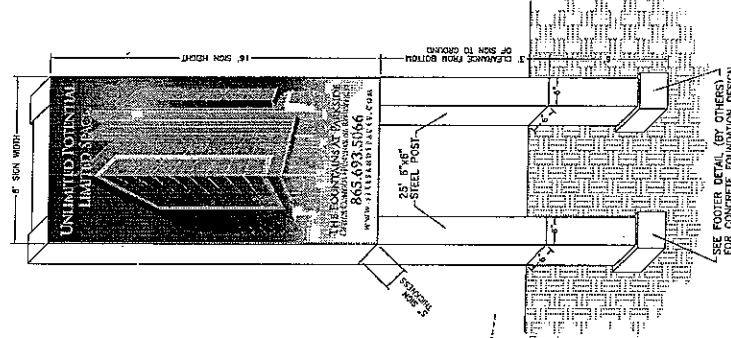 8' SIGN WIDTH
16' SIGN HEIGHT
3' CLEARANCE FROM BOTTOM
OF SIGN TO GROUND
UNLIMITED POTENTIAL
LIMITED SPACE
THE FOUNTAINS AT PARKSIDE
865.693.5066
25' 6"x6"
STEEL POST
5" SIGN
THICKNESS
SEE FOOTER DETAIL (BY OTHERS)
FOR CONCRETE FOUNDATION DESIGN